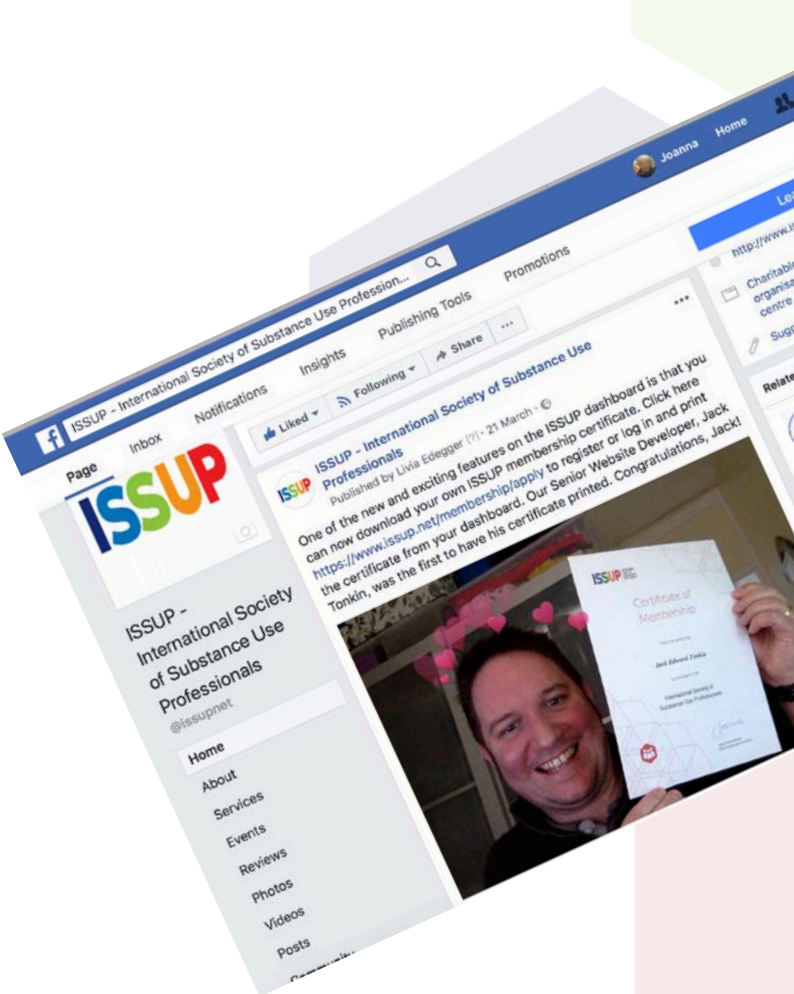 Joanna Home
ISSUP - International Society of Substance Use Profession...
Page Inbox Notifications Insights Publishing Tools Promotions
ISSUP
ISSUP -
International Society
of Substance Use
Professionals
@issupnet
Home
About
Services
Events
Reviews
Photos
Videos
Posts
Liked Following Share ...
ISSUP
ISSUP - International Society of Substance Use
Professionals
Published by Livia Edegger [?] · 21 March ·
One of the new and exciting features on the ISSUP dashboard is that you
can now download your own ISSUP membership certificate. Click here
https://www.issup.net/membership/apply to register or log in and print
the certificate from your dashboard. Our Senior Website Developer, Jack
Tonkin, was the first to have his certificate printed. Congratulations, Jack!
ISSUP
Certificate of
Membership
Jack Edward Tonkin
International Society of
Substance Use Professionals
http://www.i
Charitable
organisa
centre